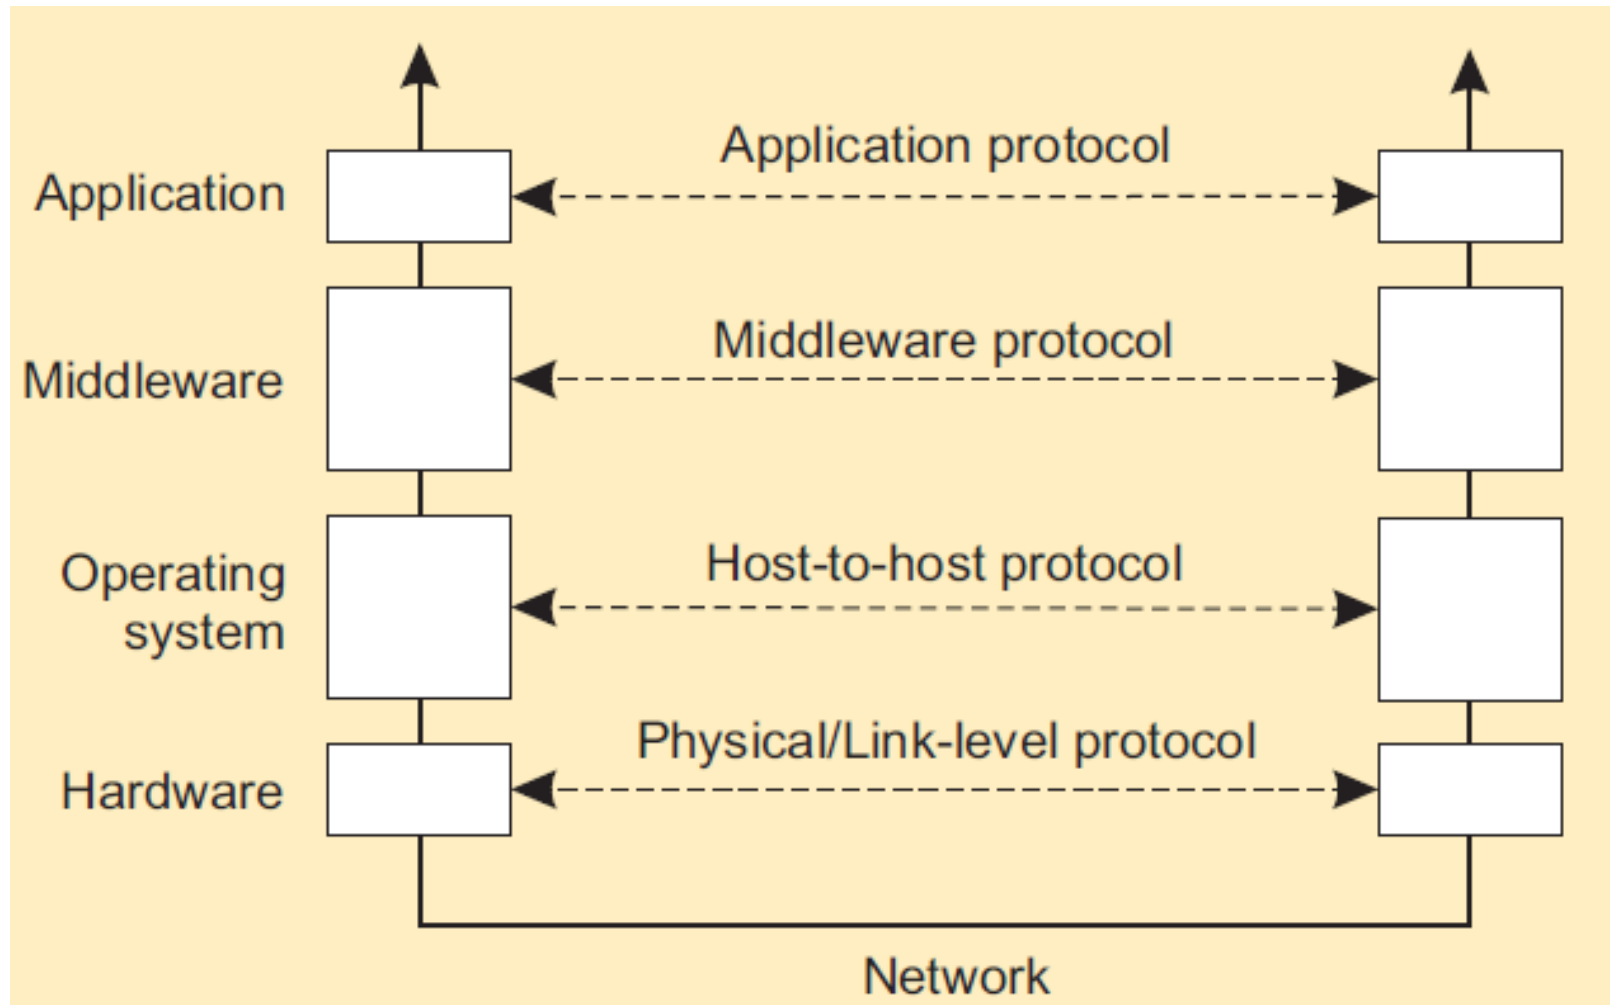 Application protocol
Application
Middleware protocol
Middleware
Host-to-host protocol
Operating
system
Physical/Link-level protocol
Hardware
Network